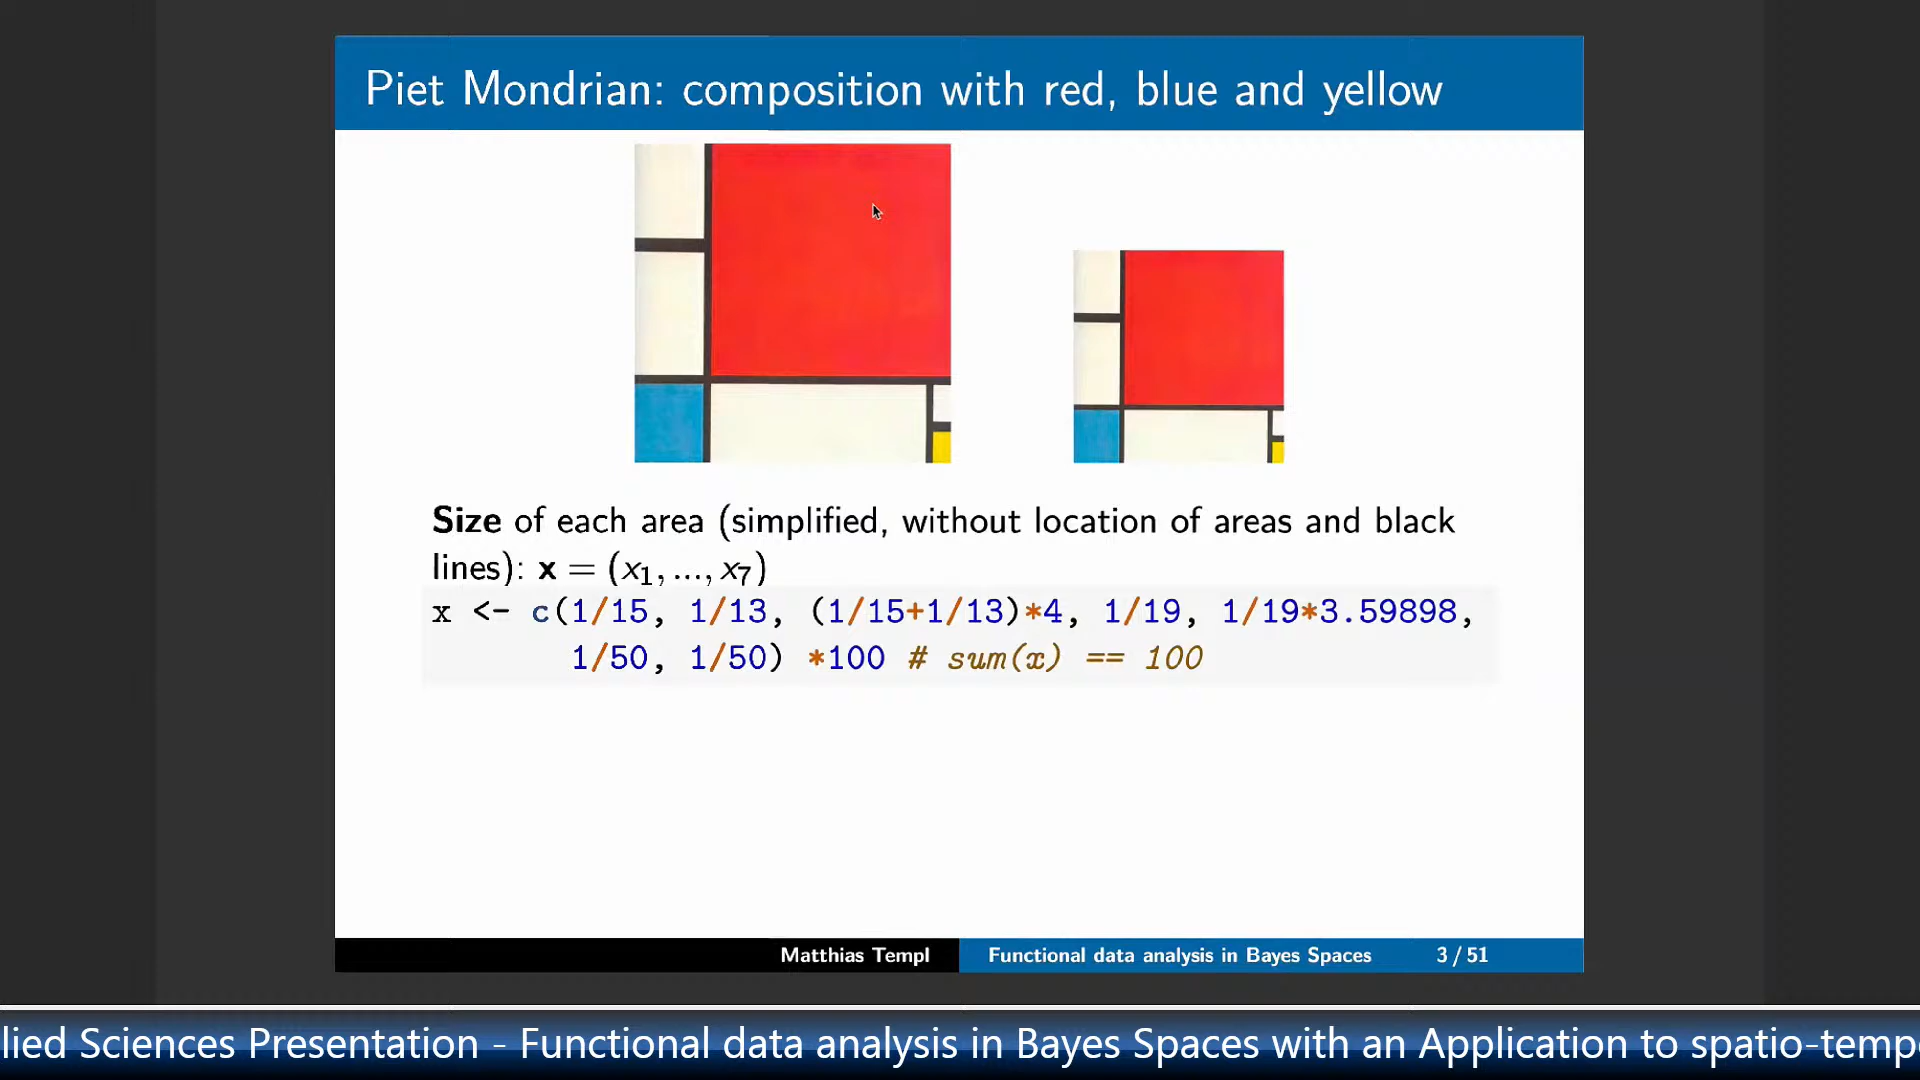 Piet Mondrian: composition with red, blue and yellow
Size of each area (simplified, without location of areas and black
lines): x = (x₁, ..., x₇)
x <- c(1/15, 1/13, (1/15+1/13)*4, 1/19, 1/19*3.59898,
1/50, 1/50) *100 # sum(x) == 100
Matthias Templ Functional data analysis in Bayes Spaces 3 / 51
lied Sciences Presentation - Functional data analysis in Bayes Spaces with an Application to spatio-temp